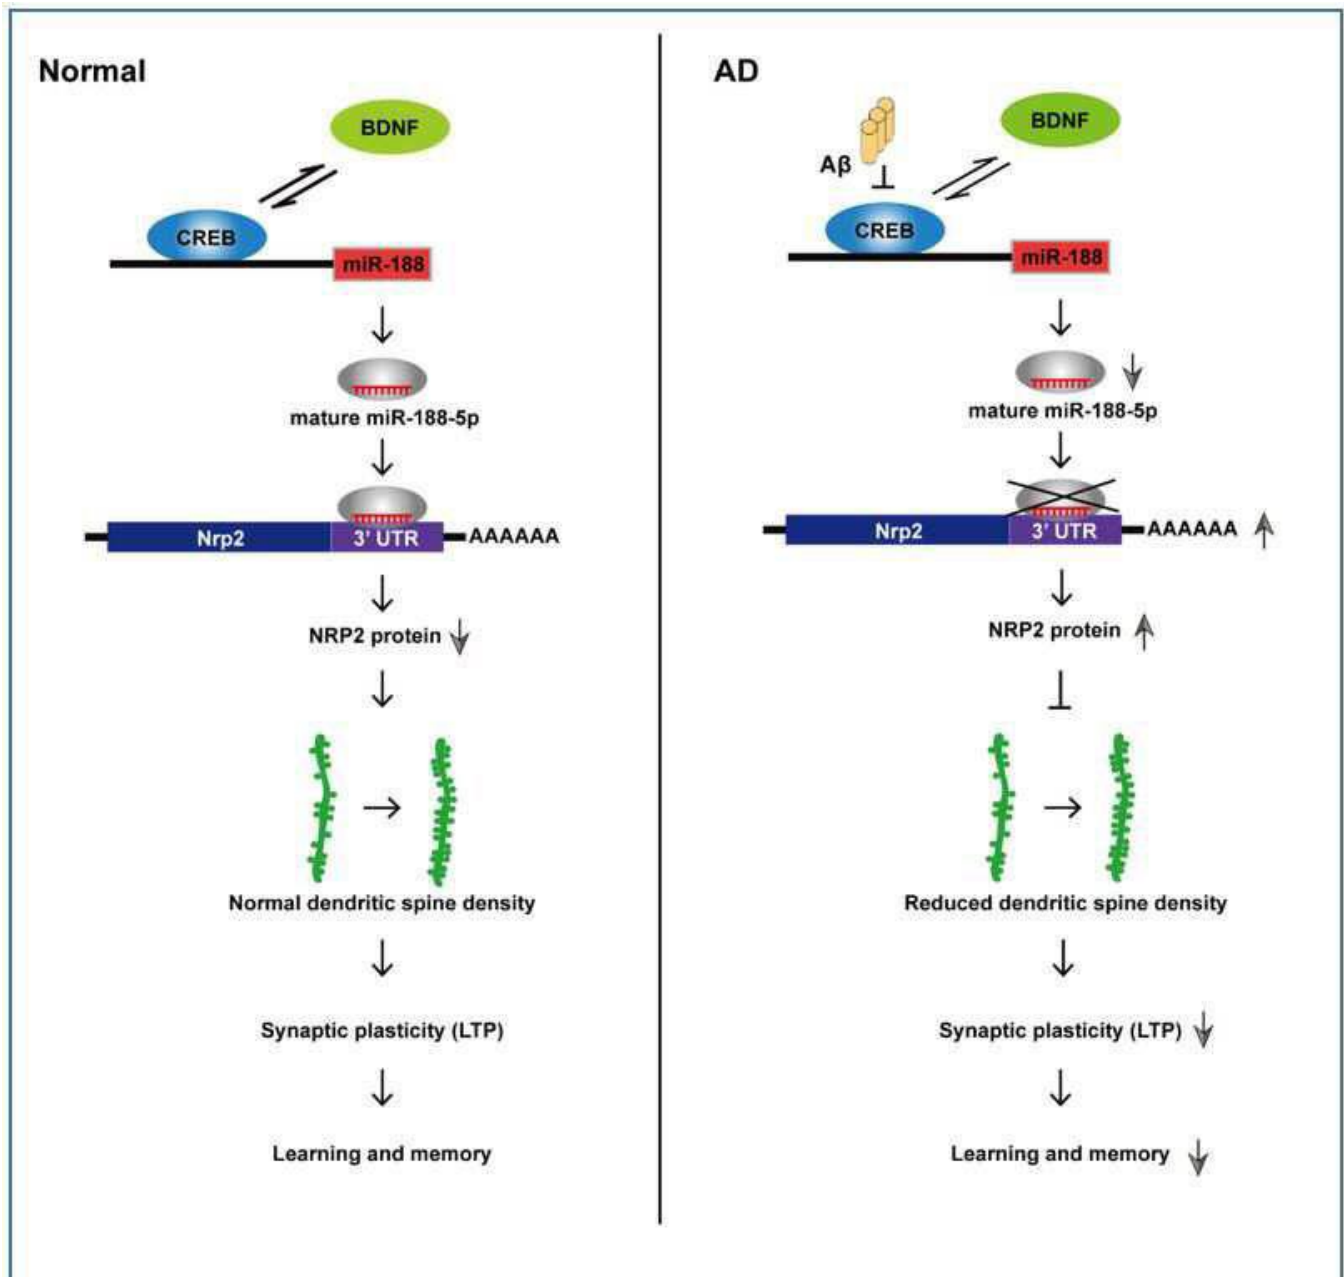 Normal
BDNF
CREB
miR-188
mature miR-188-5p
Nrp2
3' UTR
AAAAAA
NRP2 protein
Normal dendritic spine density
Synaptic plasticity (LTP)
Learning and memory
AD
Aβ
BDNF
CREB
miR-188
mature miR-188-5p
Nrp2
3' UTR
AAAAAA
NRP2 protein
Reduced dendritic spine density
Synaptic plasticity (LTP)
Learning and memory